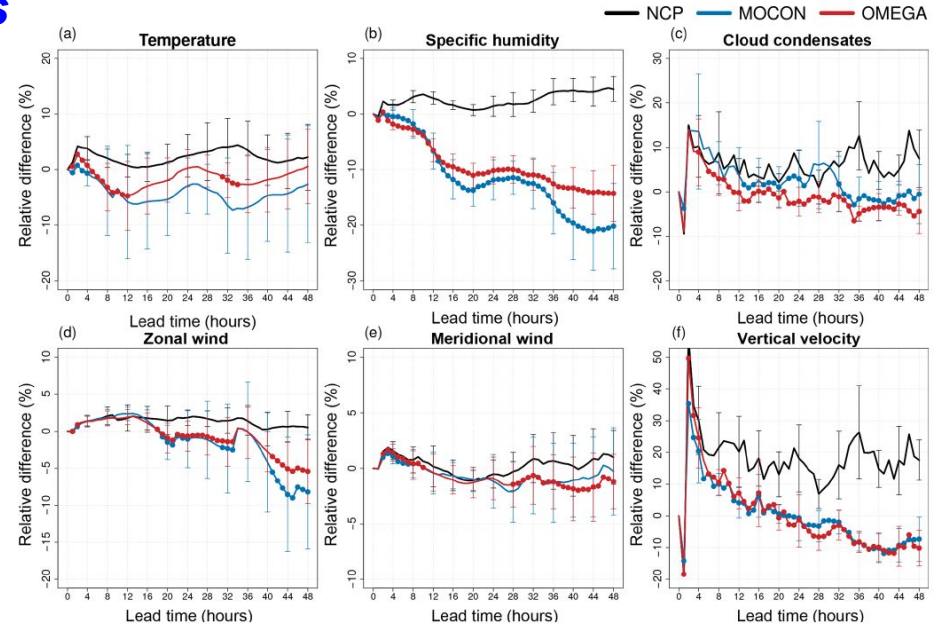 s
NCP MOCON OMEGA
(a) Temperature
Relative difference (%)
20
10
0
−10
−20
0 4 8 12 16 20 24 28 32 36 40 44 48
Lead time (hours)
(b) Specific humidity
Relative difference (%)
10
0
−10
−20
−30
0 4 8 12 16 20 24 28 32 36 40 44 48
Lead time (hours)
(c) Cloud condensates
Relative difference (%)
30
20
10
0
−10
−20
0 4 8 12 16 20 24 28 32 36 40 44 48
Lead time (hours)
(d) Zonal wind
Relative difference (%)
10
5
0
−5
−10
−15
−20
0 4 8 12 16 20 24 28 32 36 40 44 48
Lead time (hours)
(e) Meridional wind
Relative difference (%)
10
5
0
−5
−10
0 4 8 12 16 20 24 28 32 36 40 44 48
Lead time (hours)
(f) Vertical velocity
Relative difference (%)
50
40
30
20
10
0
−10
−20
0 4 8 12 16 20 24 28 32 36 40 44 48
Lead time (hours)